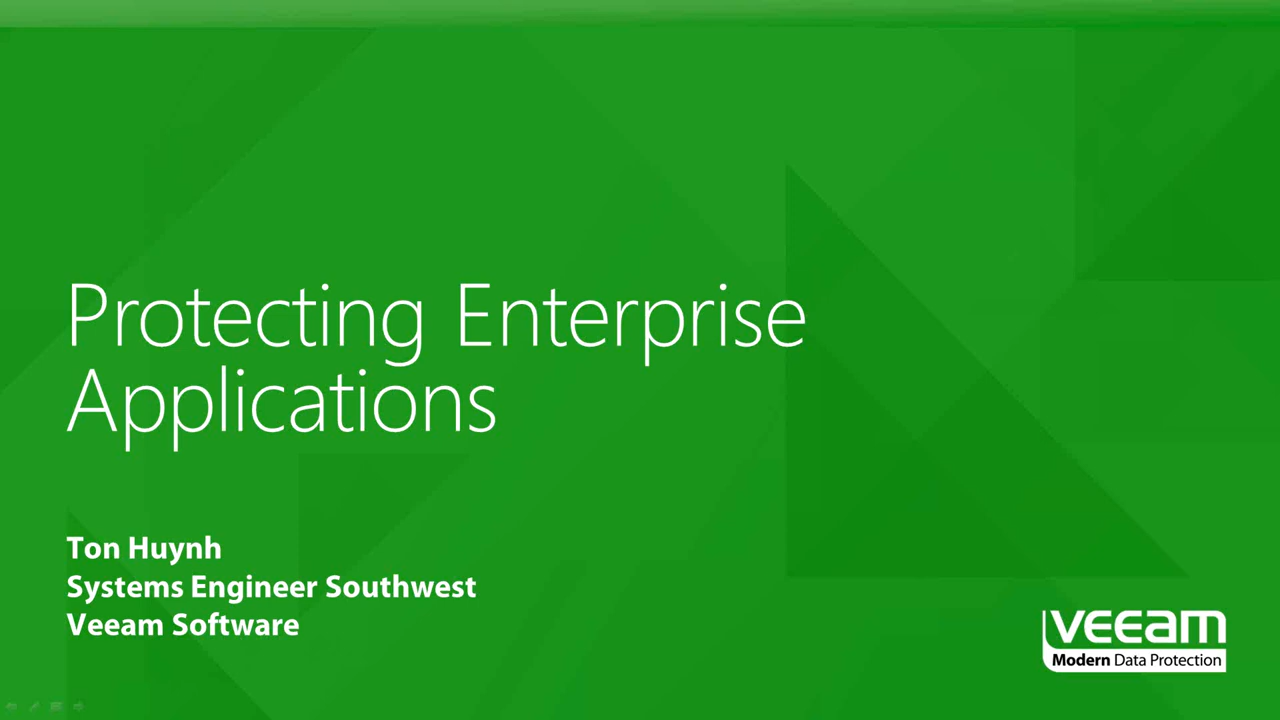 Protecting Enterprise
Applications
Ton Huynh
Systems Engineer Southwest
Veeam Software
veeam
Modern Data Protection